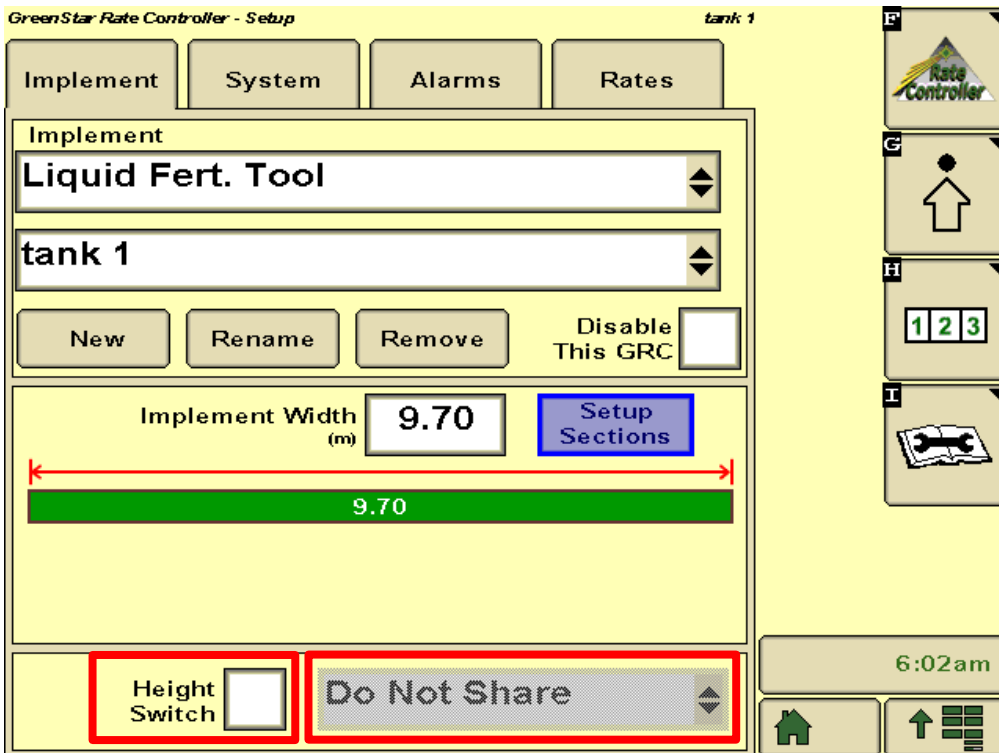 GreenStar Rate Controller - Setup
tank 1
Implement
System
Alarms
Rates
Implement
Liquid Fert. Tool
tank 1
New
Rename
Remove
Disable
This GRC
Implement Width
(m)
9.70
Setup
Sections
9.70
Height
Switch
Do Not Share
F
Rate
Controller
G
H
1 2 3
I
6:02am